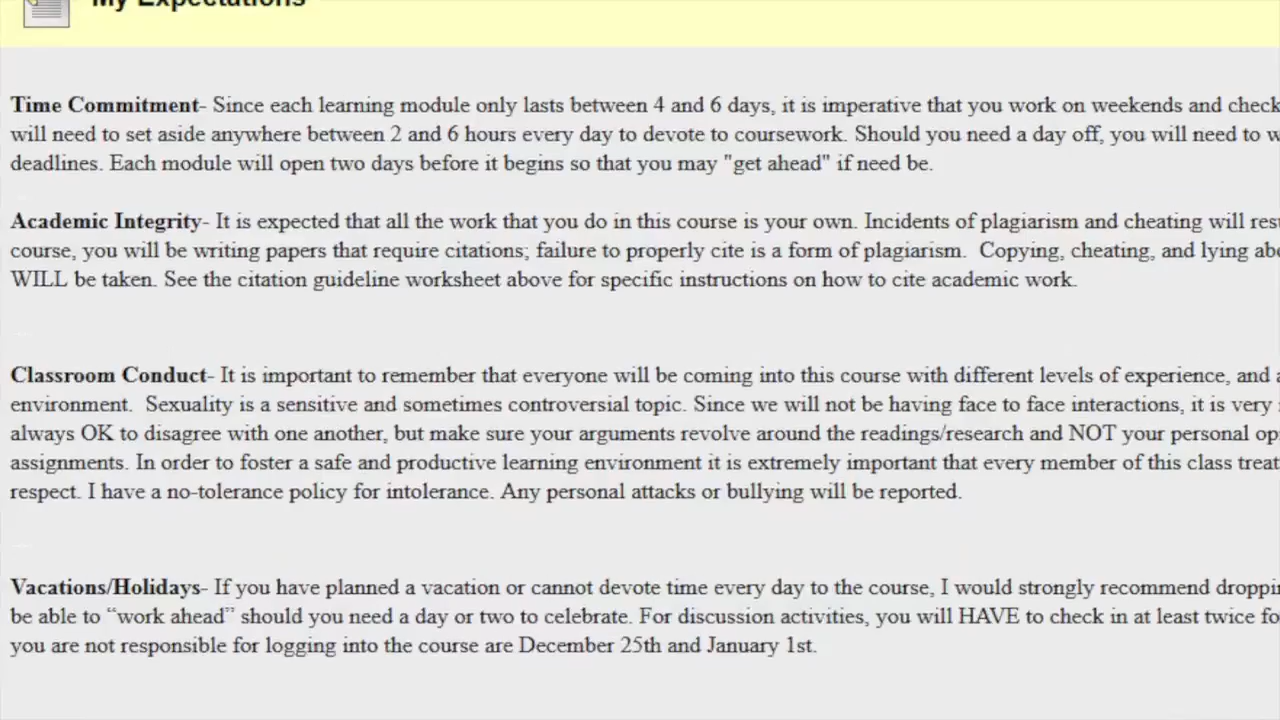 My Expectations
Time Commitment- Since each learning module only lasts between 4 and 6 days, it is imperative that you work on weekends and check
will need to set aside anywhere between 2 and 6 hours every day to devote to coursework. Should you need a day off, you will need to w
deadlines. Each module will open two days before it begins so that you may "get ahead" if need be.
Academic Integrity- It is expected that all the work that you do in this course is your own. Incidents of plagiarism and cheating will res
course, you will be writing papers that require citations; failure to properly cite is a form of plagiarism. Copying, cheating, and lying abo
WILL be taken. See the citation guideline worksheet above for specific instructions on how to cite academic work.
Classroom Conduct- It is important to remember that everyone will be coming into this course with different levels of experience, and a
environment. Sexuality is a sensitive and sometimes controversial topic. Since we will not be having face to face interactions, it is very
always OK to disagree with one another, but make sure your arguments revolve around the readings/research and NOT your personal op
assignments. In order to foster a safe and productive learning environment it is extremely important that every member of this class treat
respect. I have a no-tolerance policy for intolerance. Any personal attacks or bullying will be reported.
Vacations/Holidays- If you have planned a vacation or cannot devote time every day to the course, I would strongly recommend droppin
be able to “work ahead” should you need a day or two to celebrate. For discussion activities, you will HAVE to check in at least twice fo
you are not responsible for logging into the course are December 25th and January 1st.